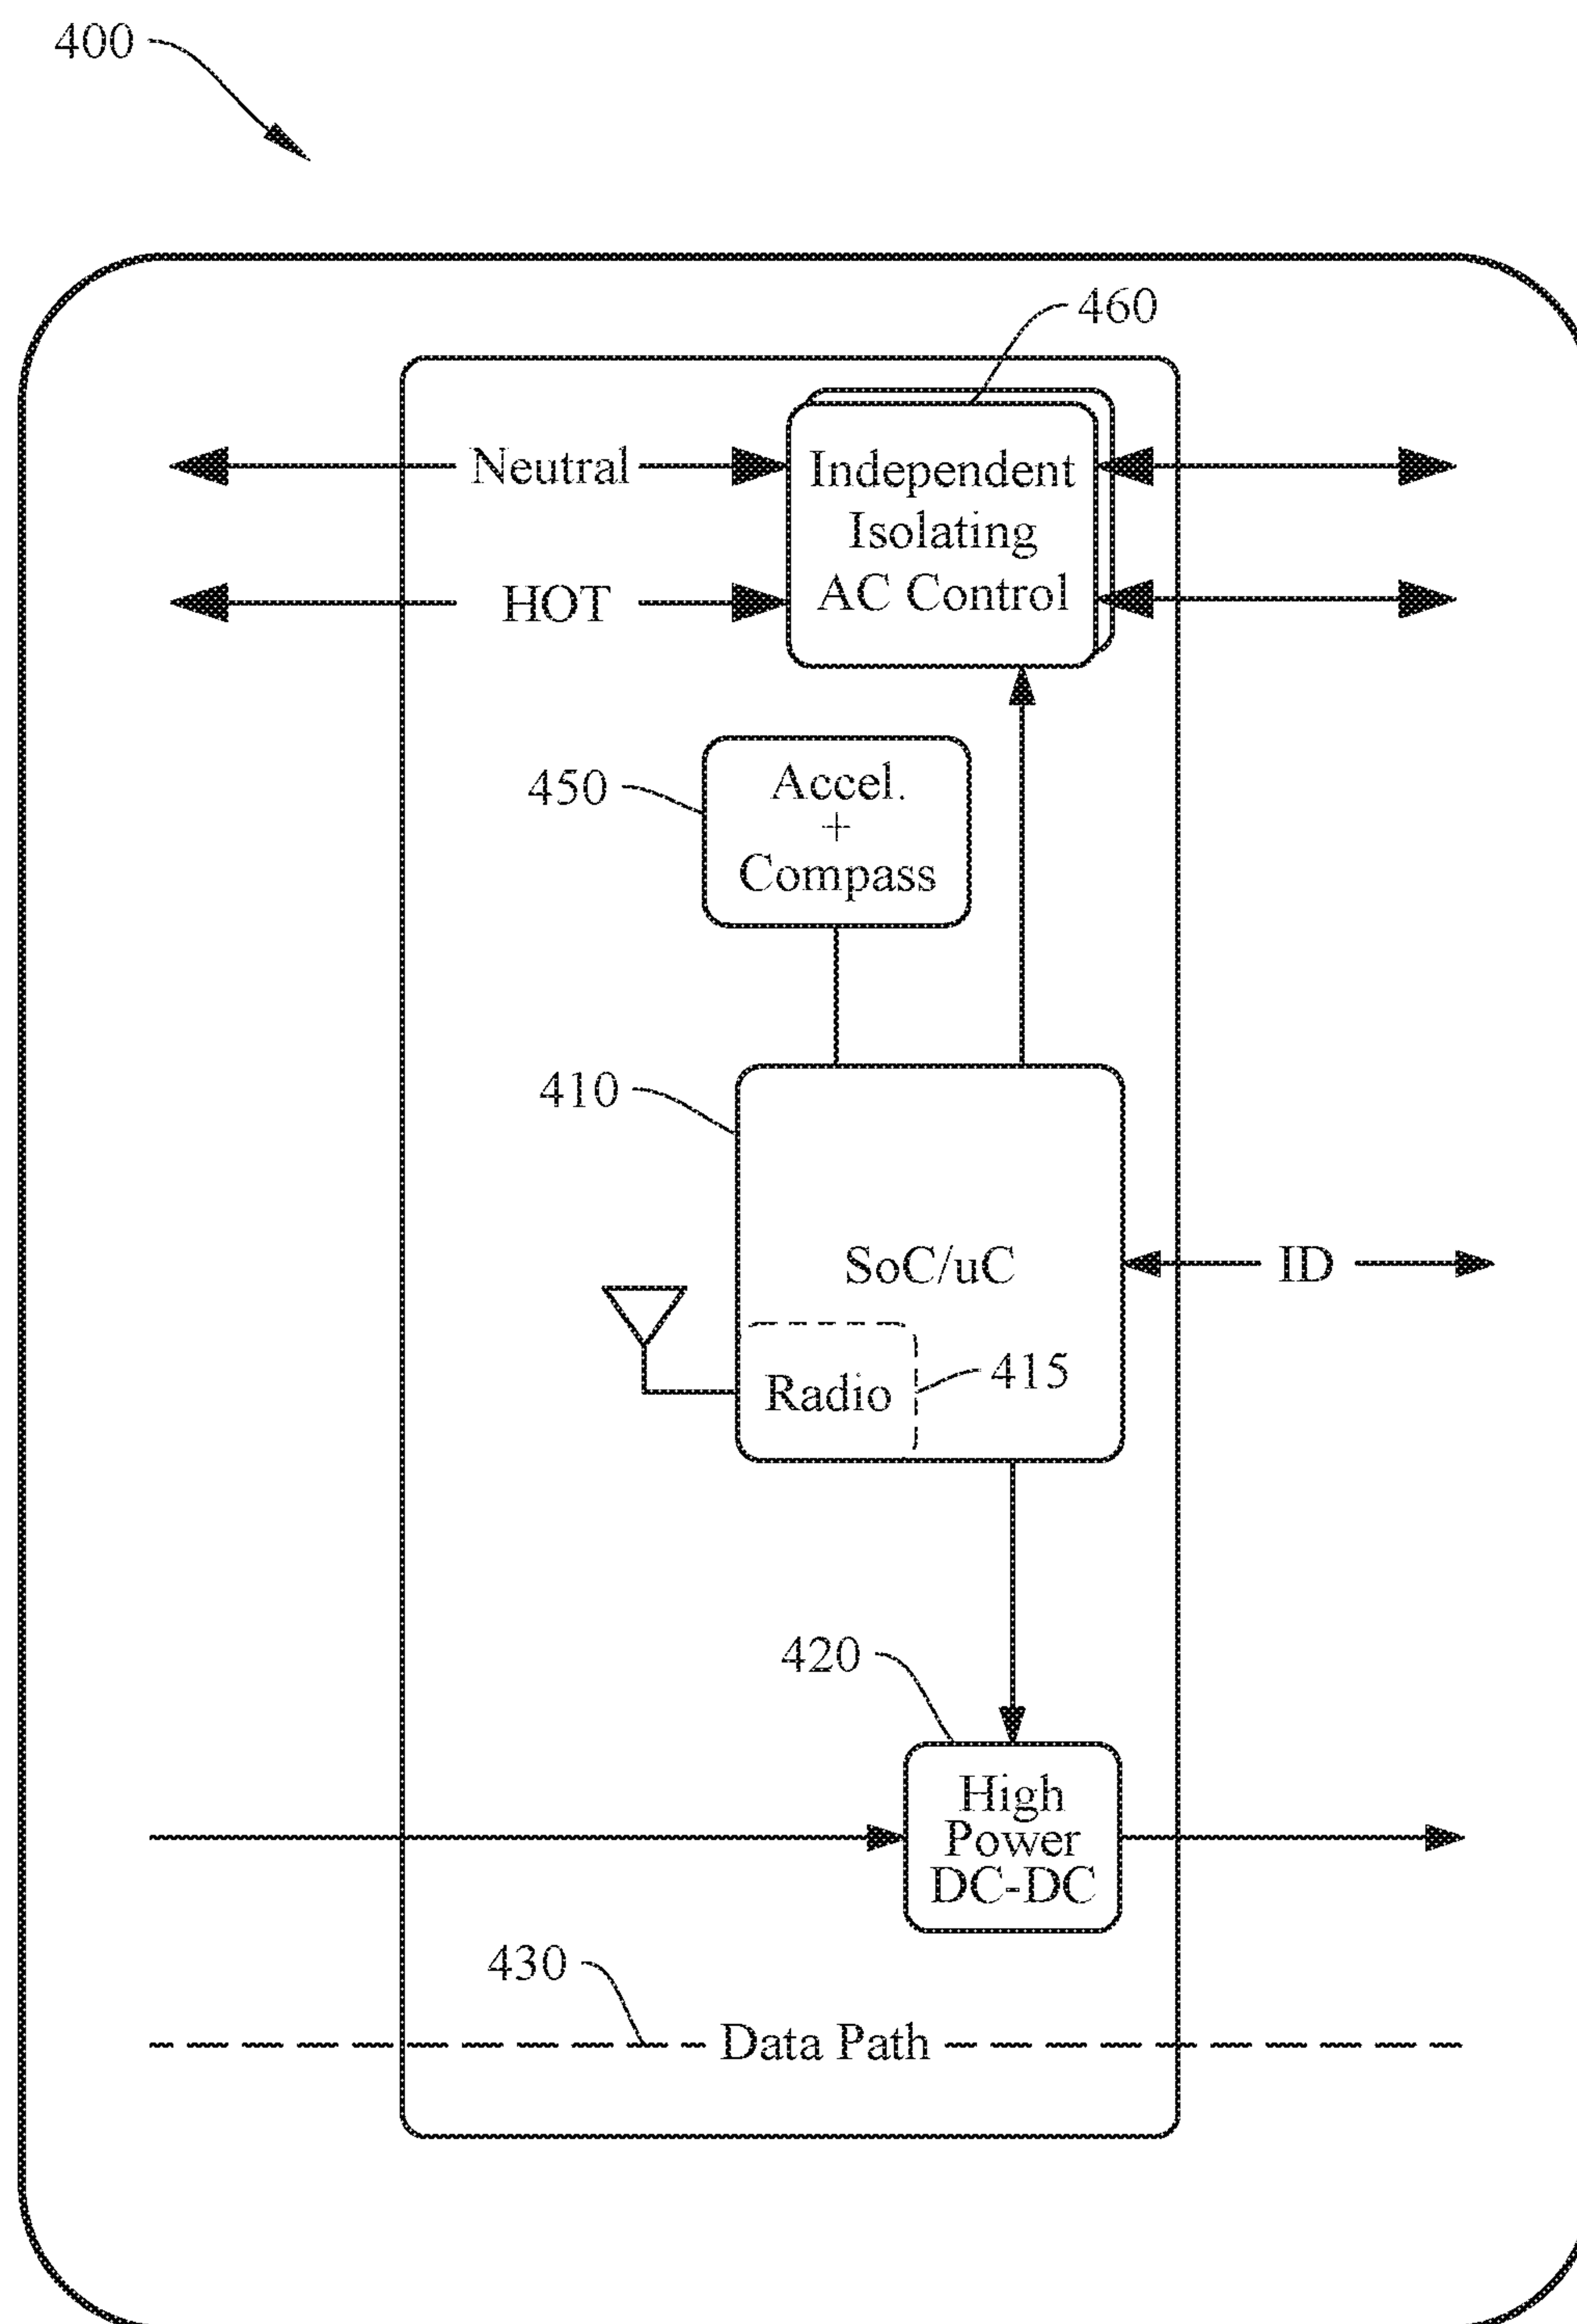 400
460
Neutral
Independent
Isolating
AC Control
HOT
450
Accel.
+
Compass
410
SoC/uC
ID
Radio
415
420
High
Power
DC-DC
430
Data Path